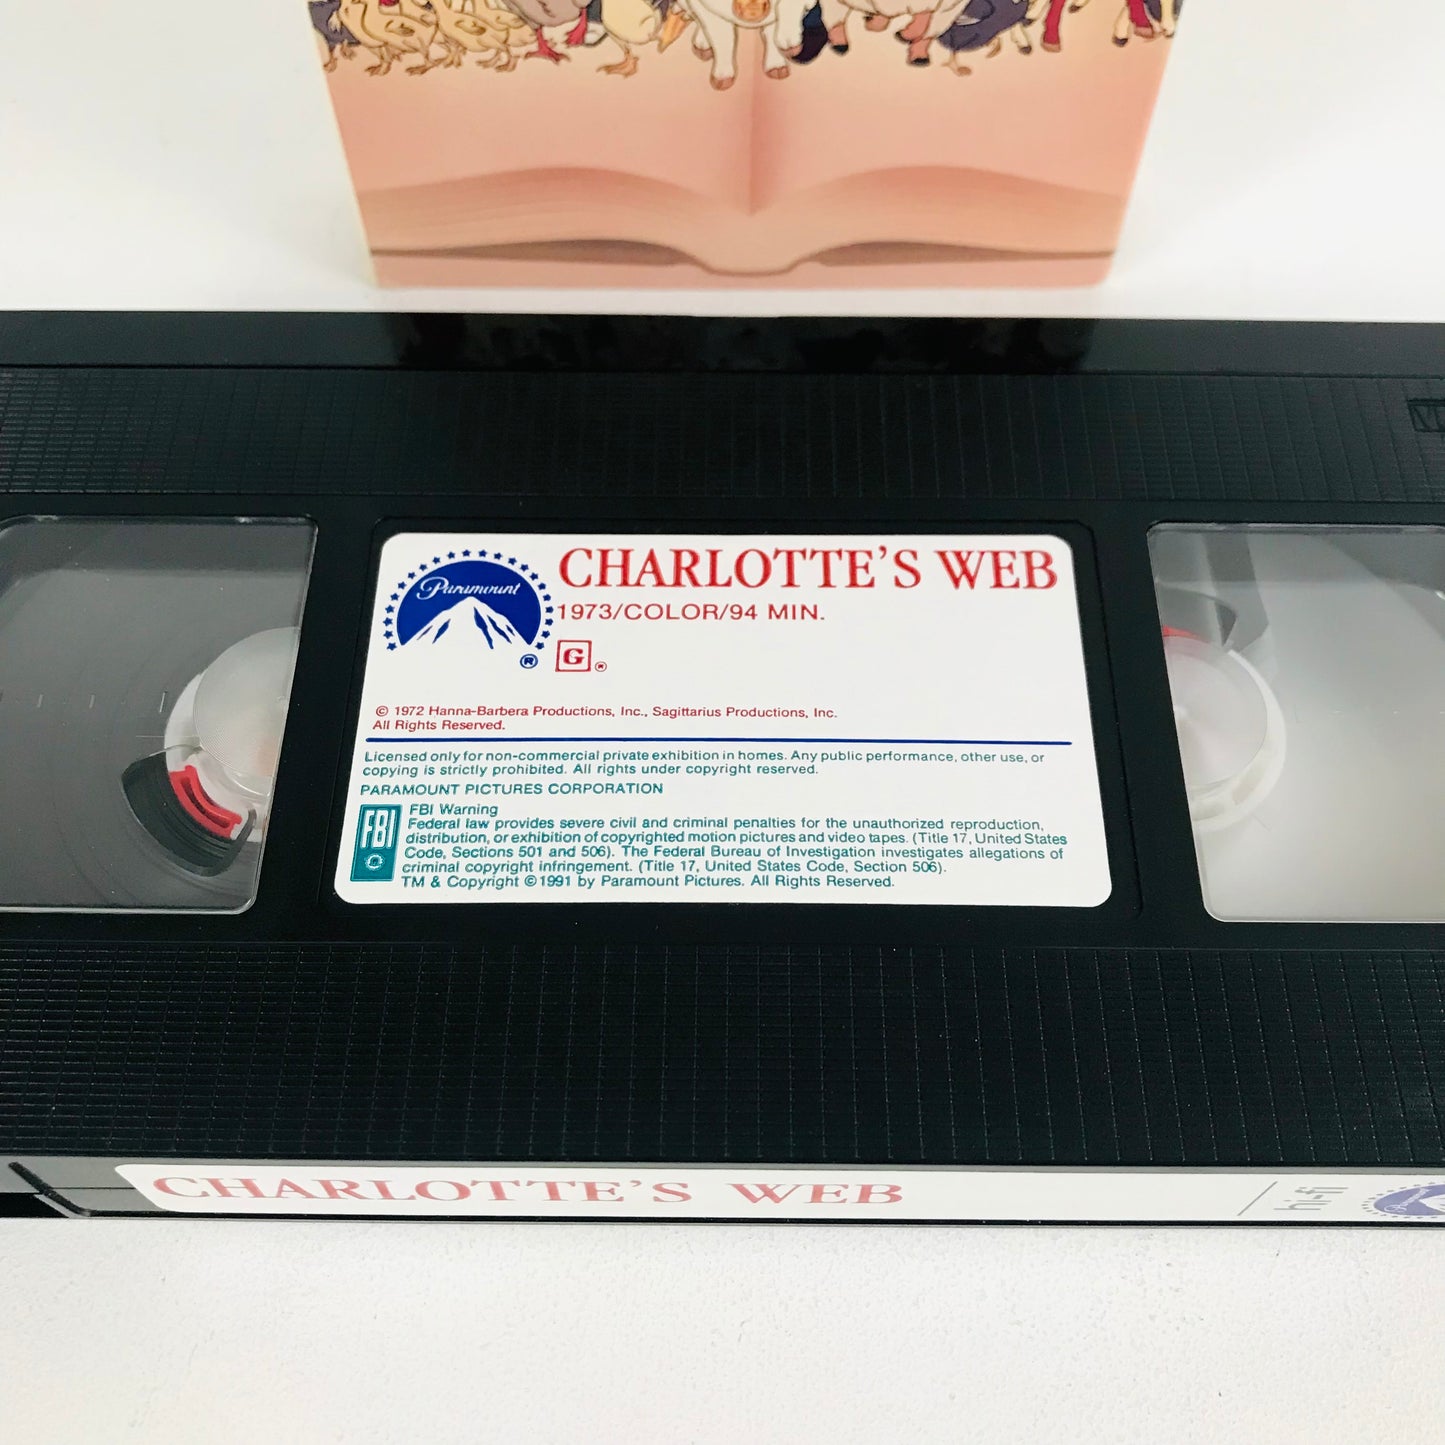 Paramount
®
CHARLOTTE'S WEB
1973/COLOR/94 MIN.
G ®
© 1972 Hanna-Barbera Productions, Inc., Sagittarius Productions, Inc.
All Rights Reserved.
Licensed only for non-commercial private exhibition in homes. Any public performance, other use, or
copying is strictly prohibited. All rights under copyright reserved.
PARAMOUNT PICTURES CORPORATION
FBI
FBI Warning
Federal law provides severe civil and criminal penalties for the unauthorized reproduction,
distribution, or exhibition of copyrighted motion pictures and video tapes. (Title 17, United States
Code, Sections 501 and 506). The Federal Bureau of Investigation investigates allegations of
criminal copyright infringement. (Title 17, United States Code, Section 506).
TM & Copyright © 1991 by Paramount Pictures. All Rights Reserved.
CHARLOTTE'S WEB
hi-fi
Paramount